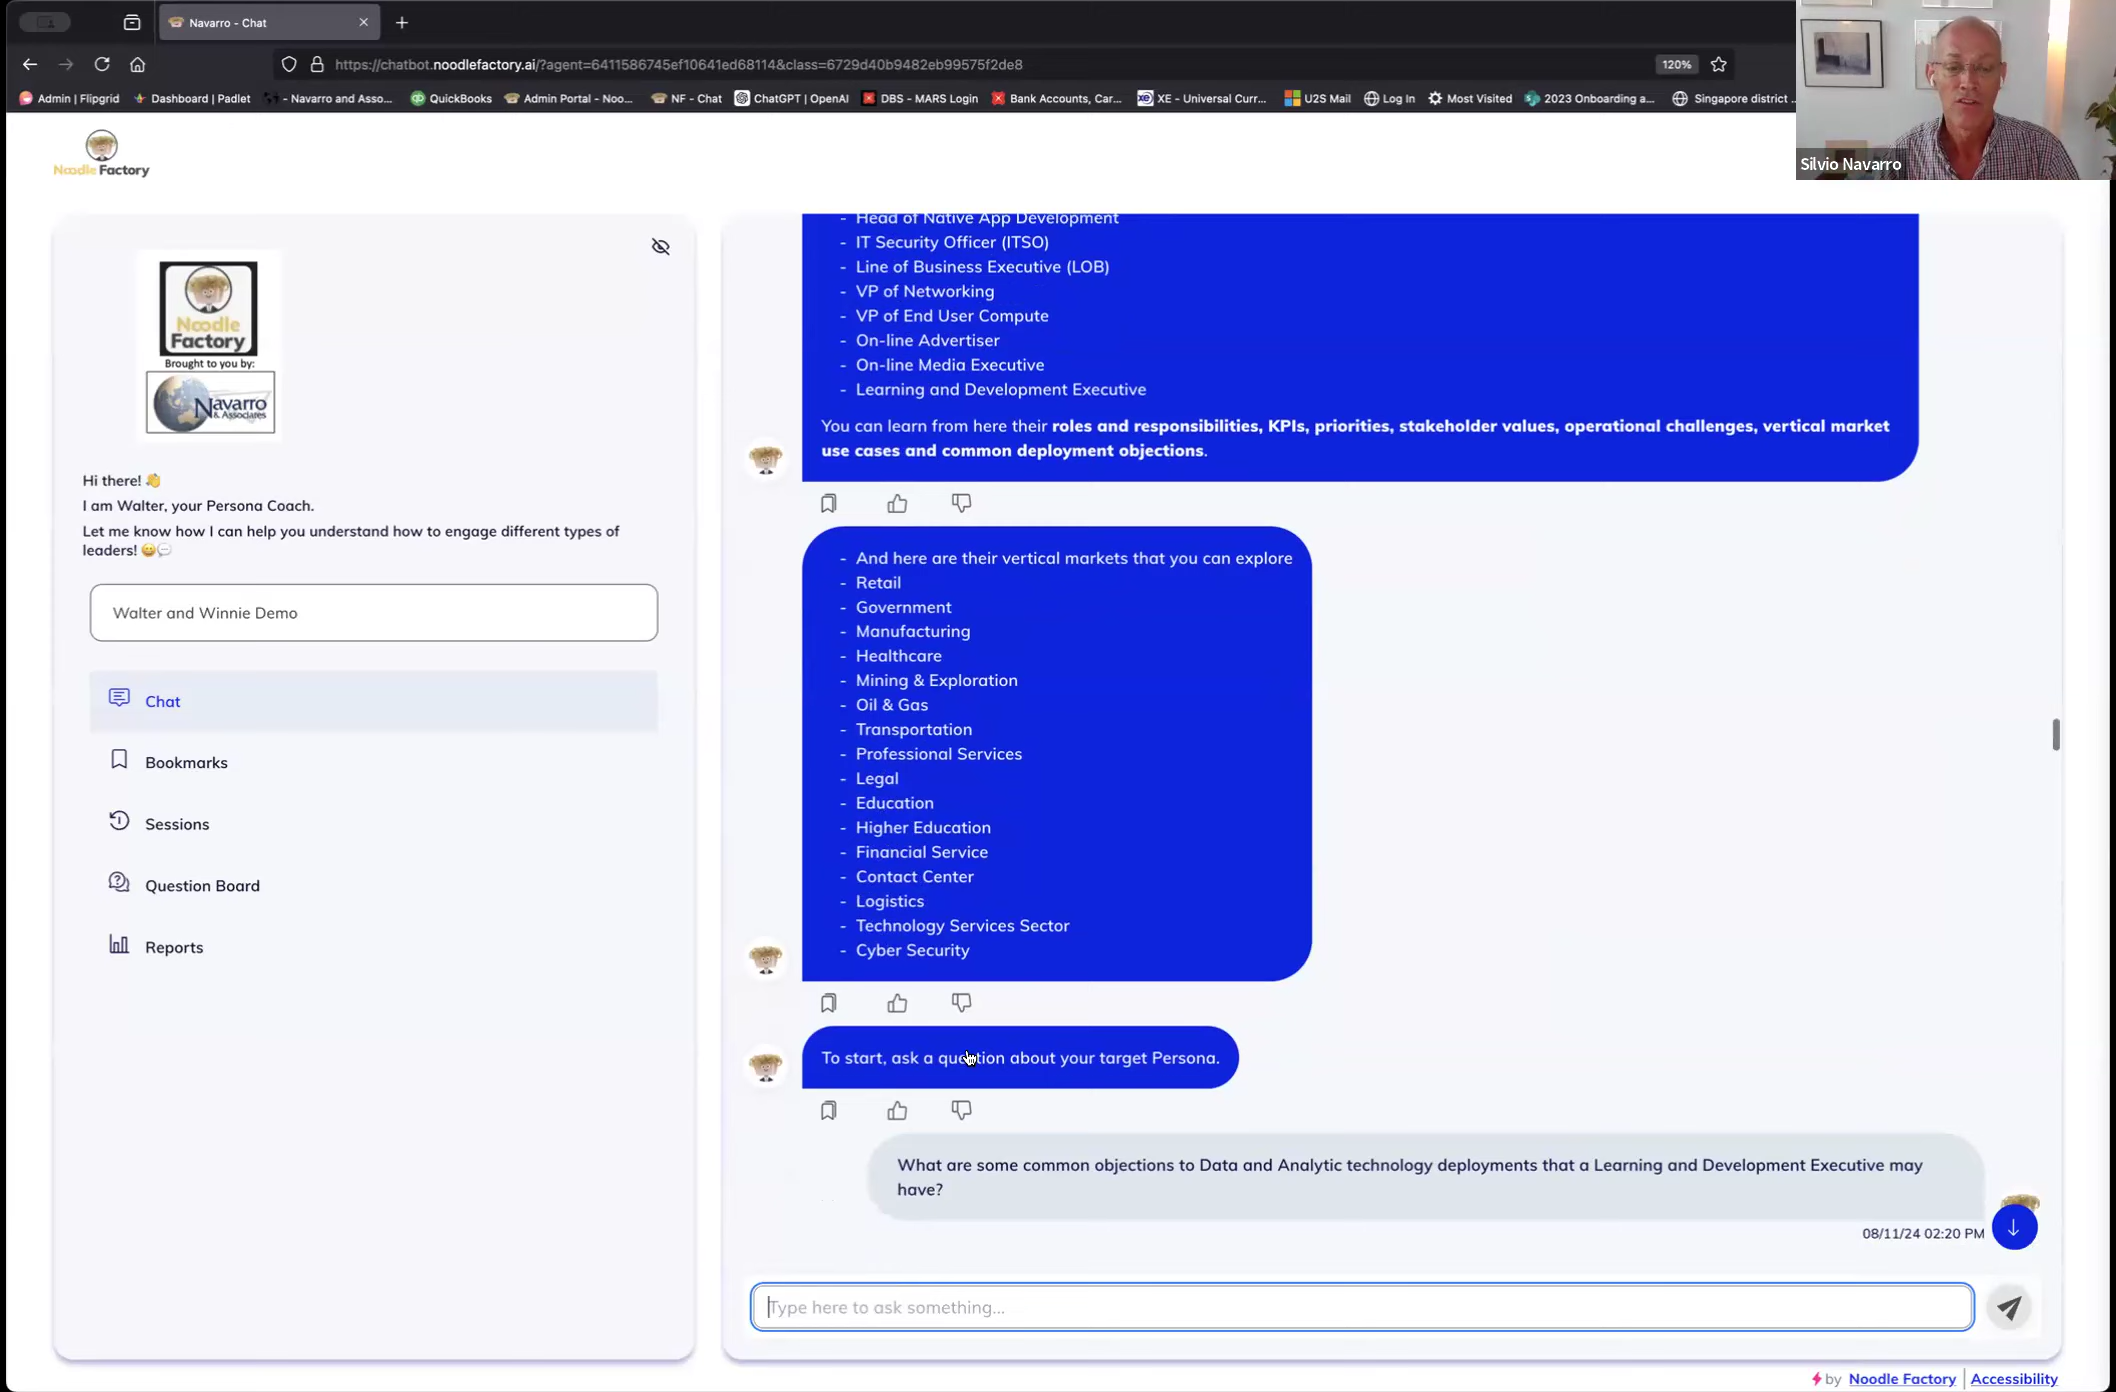 Navarro - Chat
https://chatbot.noodlefactory.ai/?agent=6411586745ef10641ed68114&class=6729d40b9482eb99575f2de8
120%
Admin | Flipgrid
Dashboard | Padlet
- Navarro and Asso...
QuickBooks
Admin Portal - Noo...
NF - Chat
ChatGPT | OpenAI
DBS - MARS Login
Bank Accounts, Car...
XE - Universal Curr...
U2S Mail
Log In
Most Visited
2023 Onboarding a...
Singapore district ...
Silvio Navarro
Noodle Factory
Noodle
Factory
Brought to you by:
Navarro
& Associates
Hi there! 👋
I am Walter, your Persona Coach.
Let me know how I can help you understand how to engage different types of
leaders! 😀💬
Walter and Winnie Demo
Chat
Bookmarks
Sessions
Question Board
Reports
- Head of Native App Development
- IT Security Officer (ITSO)
- Line of Business Executive (LOB)
- VP of Networking
- VP of End User Compute
- On-line Advertiser
- On-line Media Executive
- Learning and Development Executive
You can learn from here their roles and responsibilities, KPIs, priorities, stakeholder values, operational challenges, vertical market
use cases and common deployment objections.
- And here are their vertical markets that you can explore
- Retail
- Government
- Manufacturing
- Healthcare
- Mining & Exploration
- Oil & Gas
- Transportation
- Professional Services
- Legal
- Education
- Higher Education
- Financial Service
- Contact Center
- Logistics
- Technology Services Sector
- Cyber Security
To start, ask a question about your target Persona.
What are some common objections to Data and Analytic technology deployments that a Learning and Development Executive may
have?
08/11/24 02:20 PM
Type here to ask something...
by Noodle Factory | Accessibility